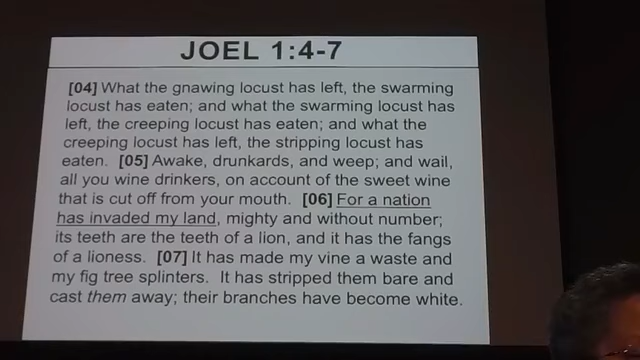 JOEL 1:4-7
[04] What the gnawing locust has left, the swarming
locust has eaten; and what the swarming locust has
left, the creeping locust has eaten; and what the
creeping locust has left, the stripping locust has
eaten. [05] Awake, drunkards, and weep; and wail,
all you wine drinkers, on account of the sweet wine
that is cut off from your mouth. [06] For a nation
has invaded my land, mighty and without number;
its teeth are the teeth of a lion, and it has the fangs
of a lioness. [07] It has made my vine a waste and
my fig tree splinters. It has stripped them bare and
cast them away; their branches have become white.